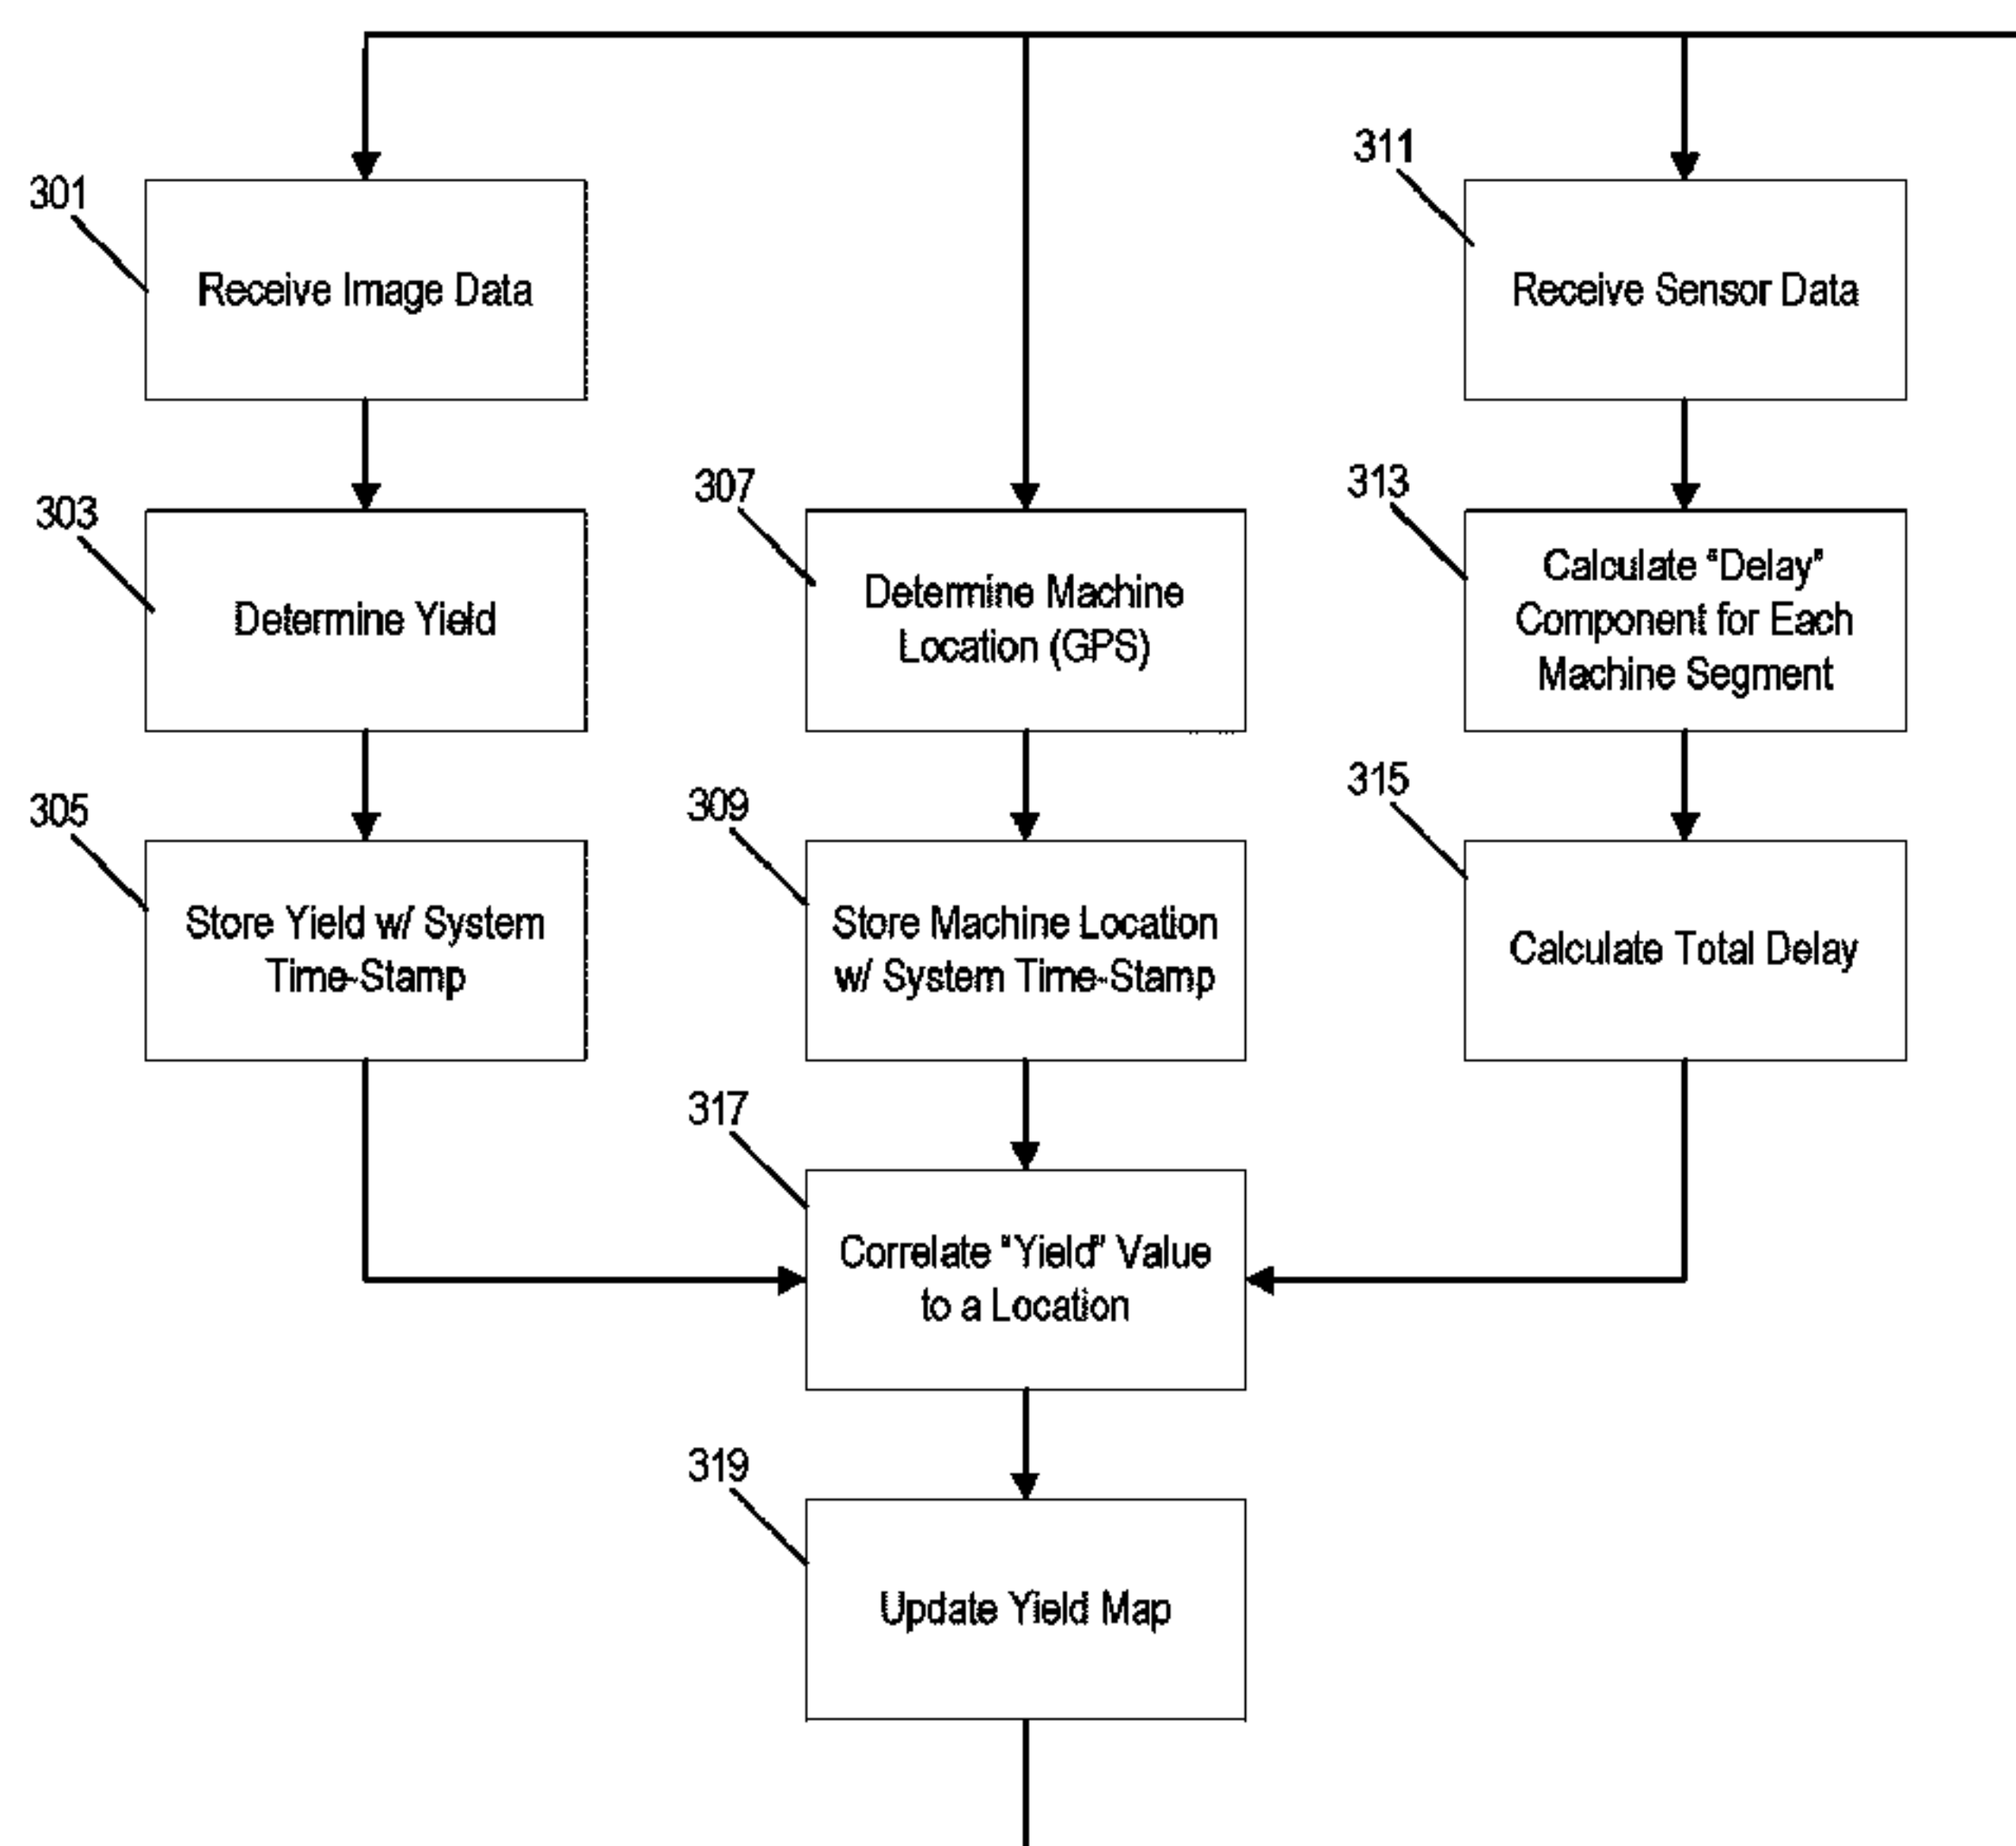 301
Receive Image Data
303
Determine Yield
305
Store Yield w/ System
Time-Stamp
307
Determine Machine
Location (GPS)
309
Store Machine Location
w/ System Time-Stamp
311
Receive Sensor Data
313
Calculate "Delay"
Component for Each
Machine Segment
315
Calculate Total Delay
317
Correlate "Yield" Value
to a Location
319
Update Yield Map